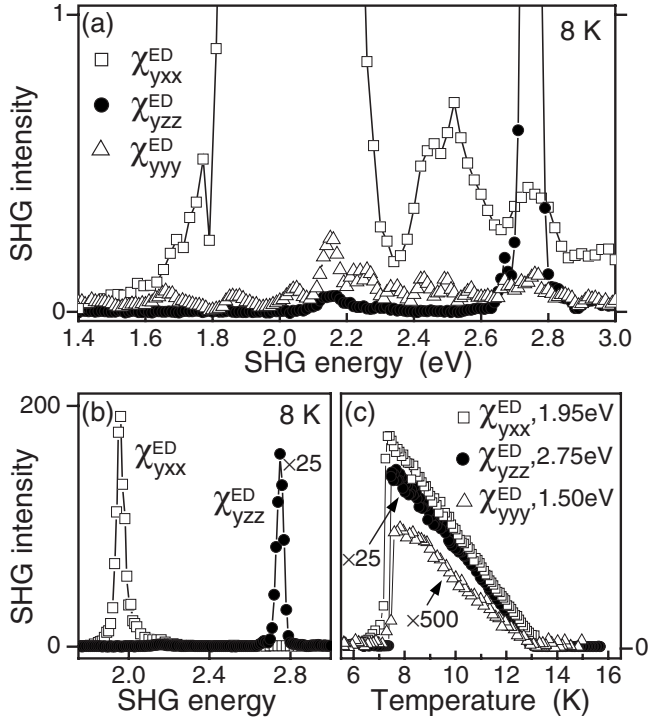 1
(a)
8 K
□ χ^ED_yxx
● χ^ED_yzz
△ χ^ED_yyy
SHG intensity
0
1.4 1.6 1.8 2.0 2.2 2.4 2.6 2.8 3.0
SHG energy (eV)
200
(b)
8 K
χ^ED_yxx
χ^ED_yzz
×25
SHG intensity
0
2.0 2.4 2.8
SHG energy
(c)
□ χ^ED_yxx, 1.95eV
● χ^ED_yzz, 2.75eV
△ χ^ED_yyy, 1.50eV
×25
×500
0
6 8 10 12 14 16
Temperature (K)